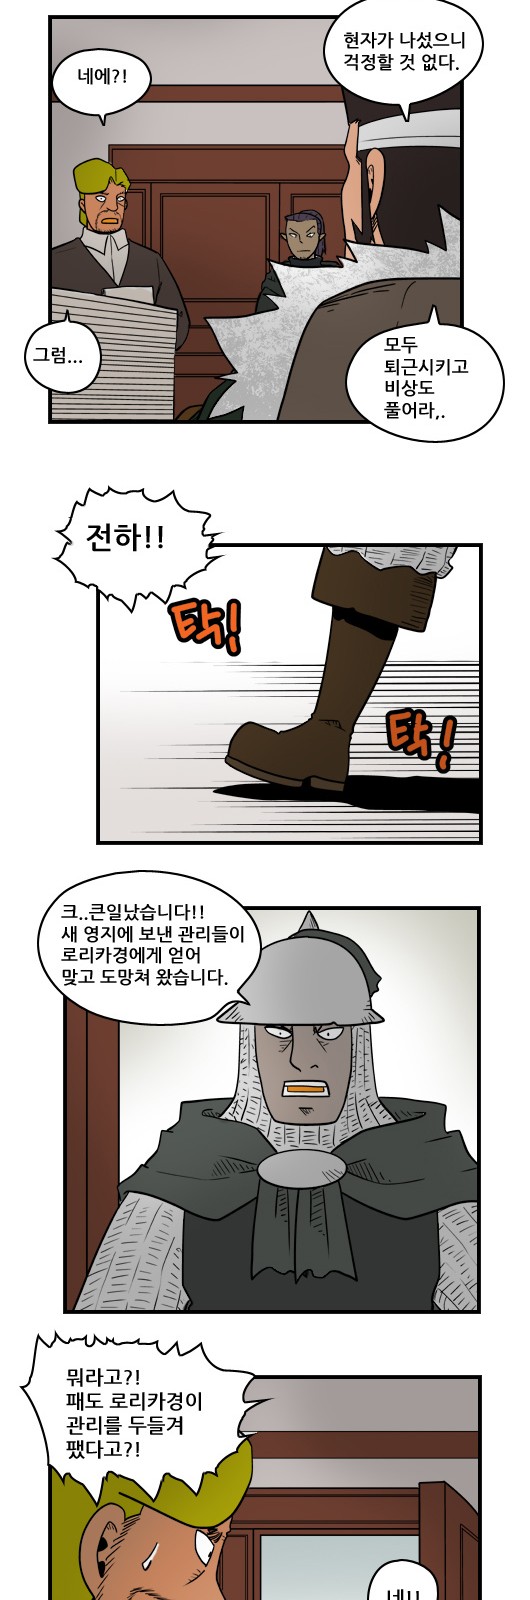 현자가 나섰으니
걱정할 것 없다.
네에?!
그럼...
모두
퇴근시키고
비상도
풀어라,.
전하!!
탁!
탁!
크..큰일났습니다!!
새 영지에 보낸 관리들이
로리카경에게 얻어
맞고 도망쳐 왔습니다.
뭐라고?!
패도 로리카경이
관리를 두들겨
팼다고?!
네!!